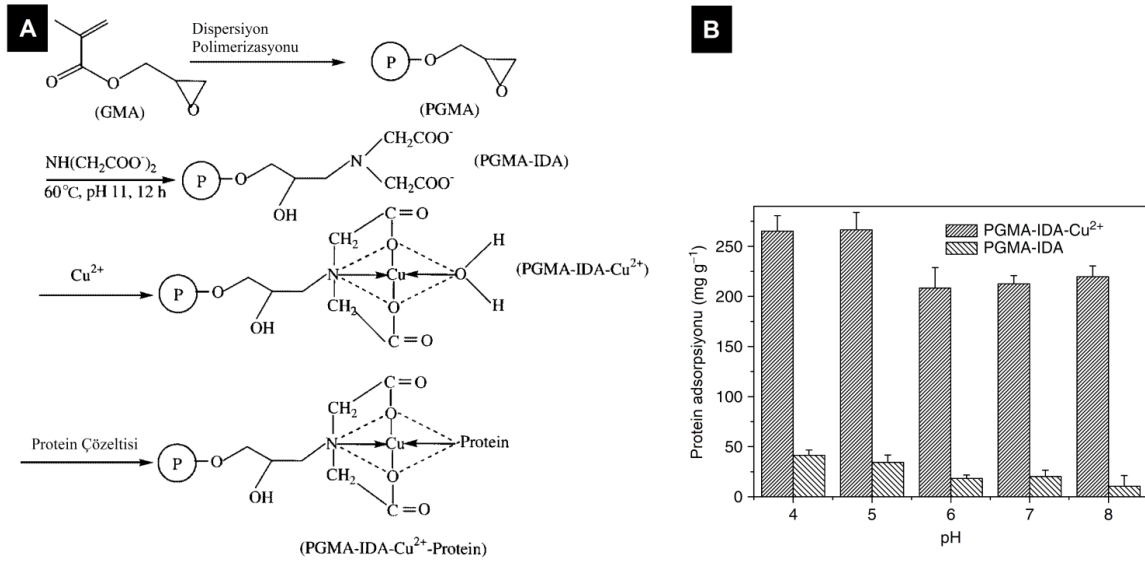 A
Dispersiyon
Polimerizasyonu
O
O
O
(GMA)
P
O
O
(PGMA)
NH(CH₂COO⁻)₂
60°C, pH 11, 12 h
P
O
OH
N
CH₂COO⁻
CH₂COO⁻
(PGMA-IDA)
Cu²⁺
P
O
OH
N
CH₂
C=O
O
Cu
O
H
H
O
CH₂
C=O
(PGMA-IDA-Cu²⁺)
Protein Çözeltisi
P
O
OH
N
CH₂
C=O
O
Cu
Protein
O
CH₂
C=O
(PGMA-IDA-Cu²⁺-Protein)
B
PGMA-IDA-Cu²⁺
PGMA-IDA
Protein adsorpsiyonu (mg g⁻¹)
250
200
150
100
50
0
4 5 6 7 8
pH